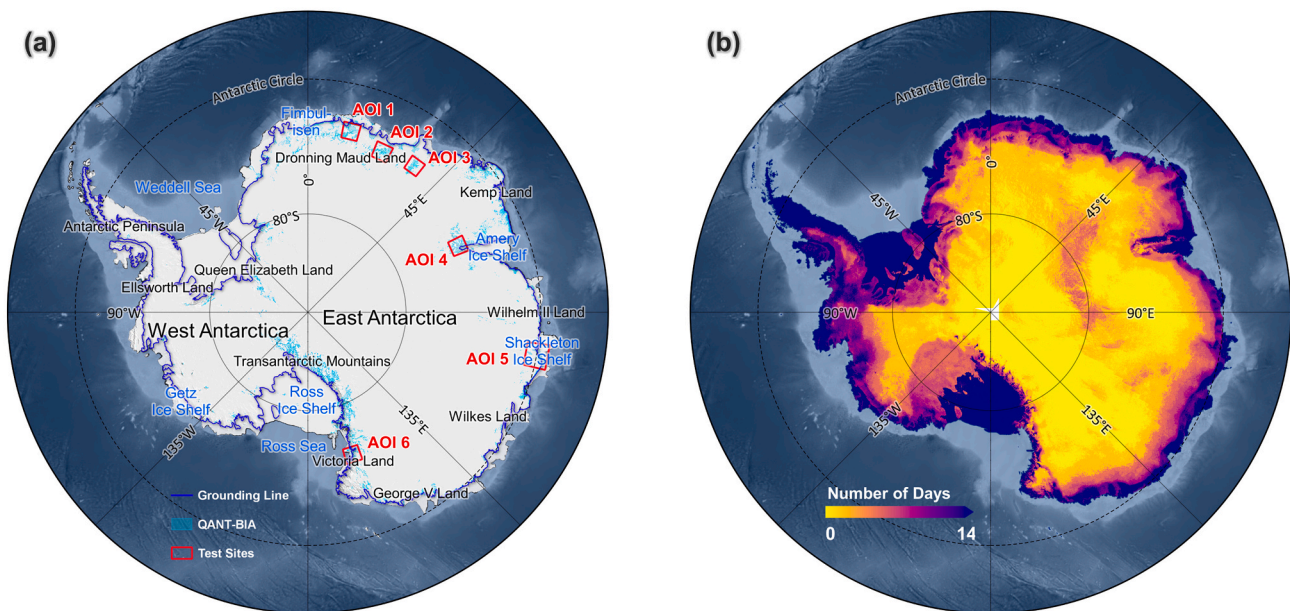 (a)
Antarctic Circle
Fimbul
isen
AOI 1
AOI 2
AOI 3
Dronning Maud Land
0°
45°E
Kemp Land
Weddell Sea
45°W
80°S
Antarctic Peninsula
AOI 4
Amery
Ice Shelf
Queen Elizabeth Land
Ellsworth Land
90°W
West Antarctica
East Antarctica
Wilhelm II Land
Transantarctic Mountains
AOI 5
Shackleton
Ice Shelf
Getz
Ice Shelf
Ross
Ice Shelf
135°W
135°E
Wilkes Land
Ross Sea
AOI 6
Victoria Land
George V Land
Grounding Line
QANT-BIA
Test Sites
(b)
Antarctic Circle
0°
45°W
45°E
80°S
90°W
90°E
135°W
135°E
Number of Days
0
14